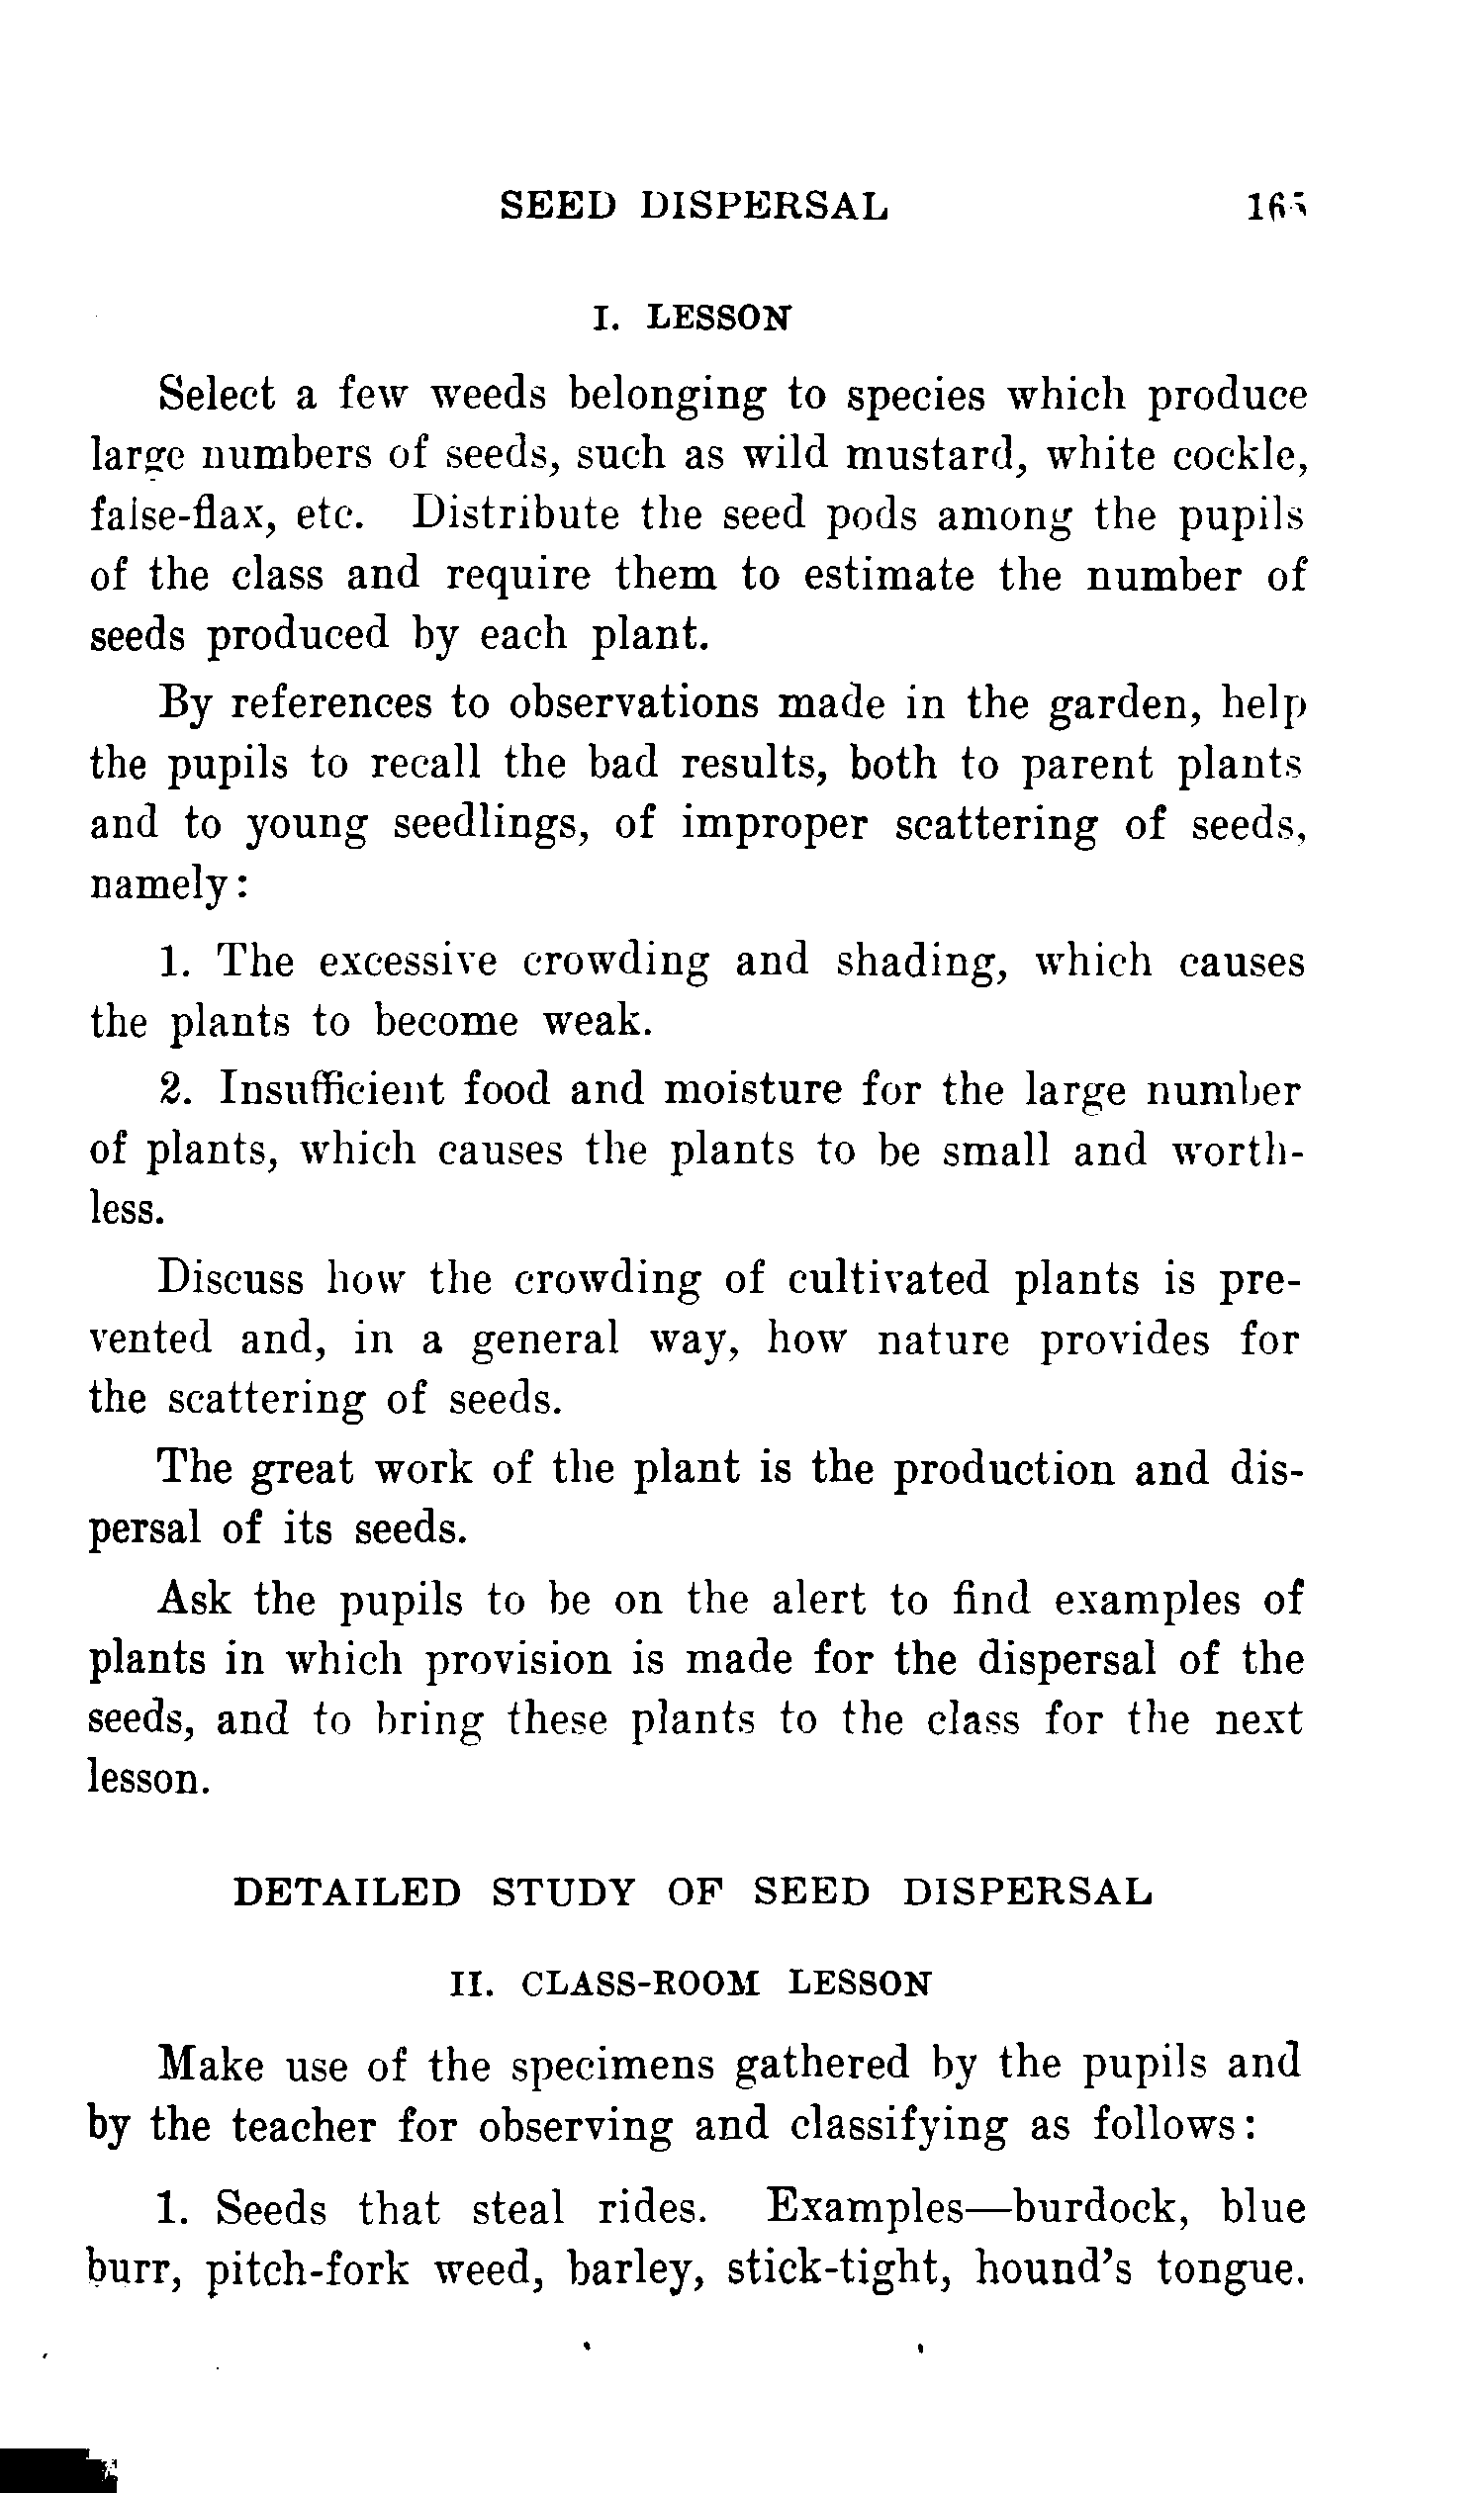 SEED DISPERSAL 165
I. LESSON
Select a few weeds belonging to species which produce
large numbers of seeds, such as wild mustard, white cockle,
false-flax, etc. Distribute the seed pods among the pupils
of the class and require them to estimate the number of
seeds produced by each plant.
By references to observations made in the garden, help
the pupils to recall the bad results, both to parent plants
and to young seedlings, of improper scattering of seeds,
namely:
1. The excessive crowding and shading, which causes
the plants to become weak.
2. Insufficient food and moisture for the large number
of plants, which causes the plants to be small and worth-
less.
Discuss how the crowding of cultivated plants is pre-
vented and, in a general way, how nature provides for
the scattering of seeds.
The great work of the plant is the production and dis-
persal of its seeds.
Ask the pupils to be on the alert to find examples of
plants in which provision is made for the dispersal of the
seeds, and to bring these plants to the class for the next
lesson.
DETAILED STUDY OF SEED DISPERSAL
II. CLASS-ROOM LESSON
Make use of the specimens gathered by the pupils and
by the teacher for observing and classifying as follows:
1. Seeds that steal rides. Examples—burdock, blue
burr, pitch-fork weed, barley, stick-tight, hound's tongue.